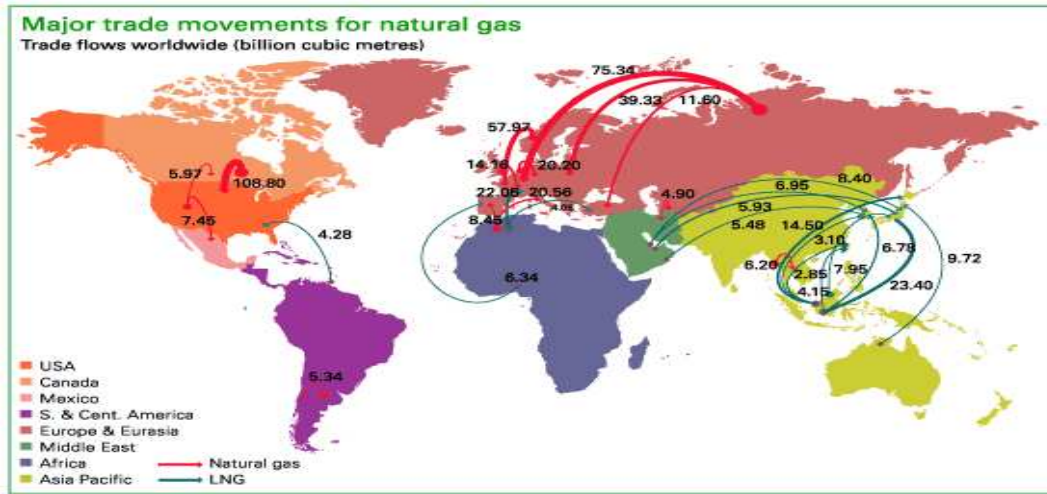 Major trade movements for natural gas
Trade flows worldwide (billion cubic metres)
75.34
39.33
11.60
57.97
14.16
20.20
5.97
108.80
22.06
20.56
4.90
6.95
8.40
5.93
7.45
8.45
4.08
5.48
14.50
4.28
3.10
6.78
9.72
6.20
2.85
7.95
6.34
4.15
23.40
5.34
USA
Canada
Mexico
S. & Cent. America
Europe & Eurasia
Middle East
Africa
Asia Pacific
Natural gas
LNG